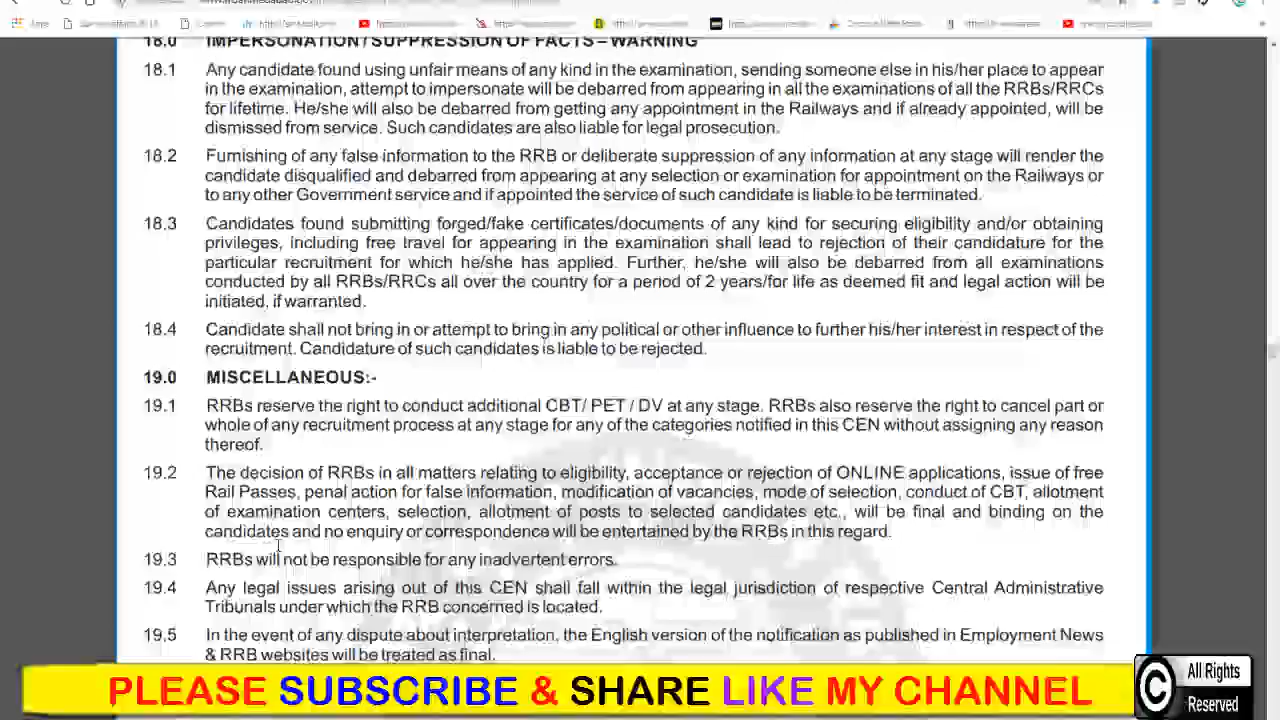 18.0 IMPERSONATION / SUPPRESSION OF FACTS – WARNING
18.1 Any candidate found using unfair means of any kind in the examination, sending someone else in his/her place to appear
in the examination, attempt to impersonate will be debarred from appearing in all the examinations of all the RRBs/RRCs
for lifetime. He/she will also be debarred from getting any appointment in the Railways and if already appointed, will be
dismissed from service. Such candidates are also liable for legal prosecution.
18.2 Furnishing of any false information to the RRB or deliberate suppression of any information at any stage will render the
candidate disqualified and debarred from appearing at any selection or examination for appointment on the Railways or
to any other Government service and if appointed the service of such candidate is liable to be terminated.
18.3 Candidates found submitting forged/fake certificates/documents of any kind for securing eligibility and/or obtaining
privileges, including free travel for appearing in the examination shall lead to rejection of their candidature for the
particular recruitment for which he/she has applied. Further, he/she will also be debarred from all examinations
conducted by all RRBs/RRCs all over the country for a period of 2 years/for life as deemed fit and legal action will be
initiated, if warranted.
18.4 Candidate shall not bring in or attempt to bring in any political or other influence to further his/her interest in respect of the
recruitment. Candidature of such candidates is liable to be rejected.
19.0 MISCELLANEOUS:-
19.1 RRBs reserve the right to conduct additional CBT/ PET / DV at any stage. RRBs also reserve the right to cancel part or
whole of any recruitment process at any stage for any of the categories notified in this CEN without assigning any reason
thereof.
19.2 The decision of RRBs in all matters relating to eligibility, acceptance or rejection of ONLINE applications, issue of free
Rail Passes, penal action for false information, modification of vacancies, mode of selection, conduct of CBT, allotment
of examination centers, selection, allotment of posts to selected candidates etc., will be final and binding on the
candidates and no enquiry or correspondence will be entertained by the RRBs in this regard.
19.3 RRBs will not be responsible for any inadvertent errors.
19.4 Any legal issues arising out of this CEN shall fall within the legal jurisdiction of respective Central Administrative
Tribunals under which the RRB concerned is located.
19.5 In the event of any dispute about interpretation, the English version of the notification as published in Employment News
& RRB websites will be treated as final.
PLEASE SUBSCRIBE & SHARE LIKE MY CHANNEL
C All Rights
Reserved